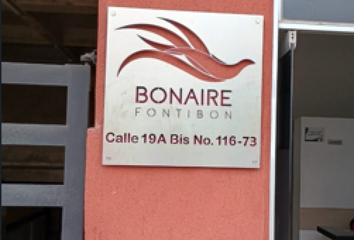 BONAIRE
FONTIBON
Calle 19A Bis No. 116-73